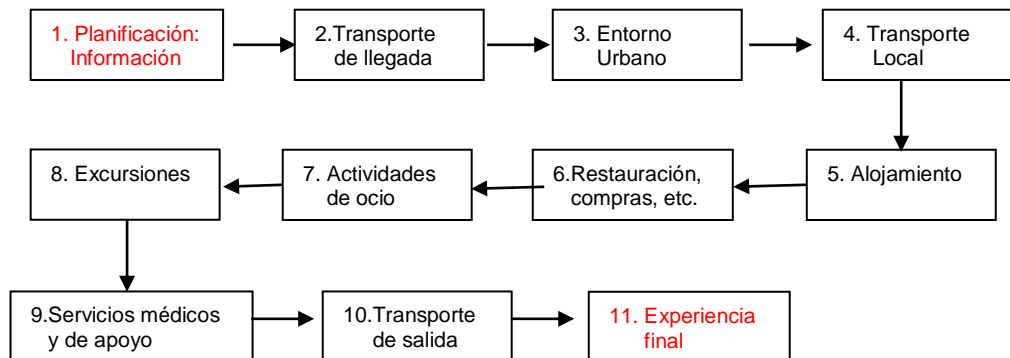 1. Planificación:
Información
2.Transporte
de llegada
3. Entorno
Urbano
4. Transporte
Local
8. Excursiones
7. Actividades
de ocio
6.Restauración,
compras, etc.
5. Alojamiento
9.Servicios médicos
y de apoyo
10.Transporte
de salida
11. Experiencia
final